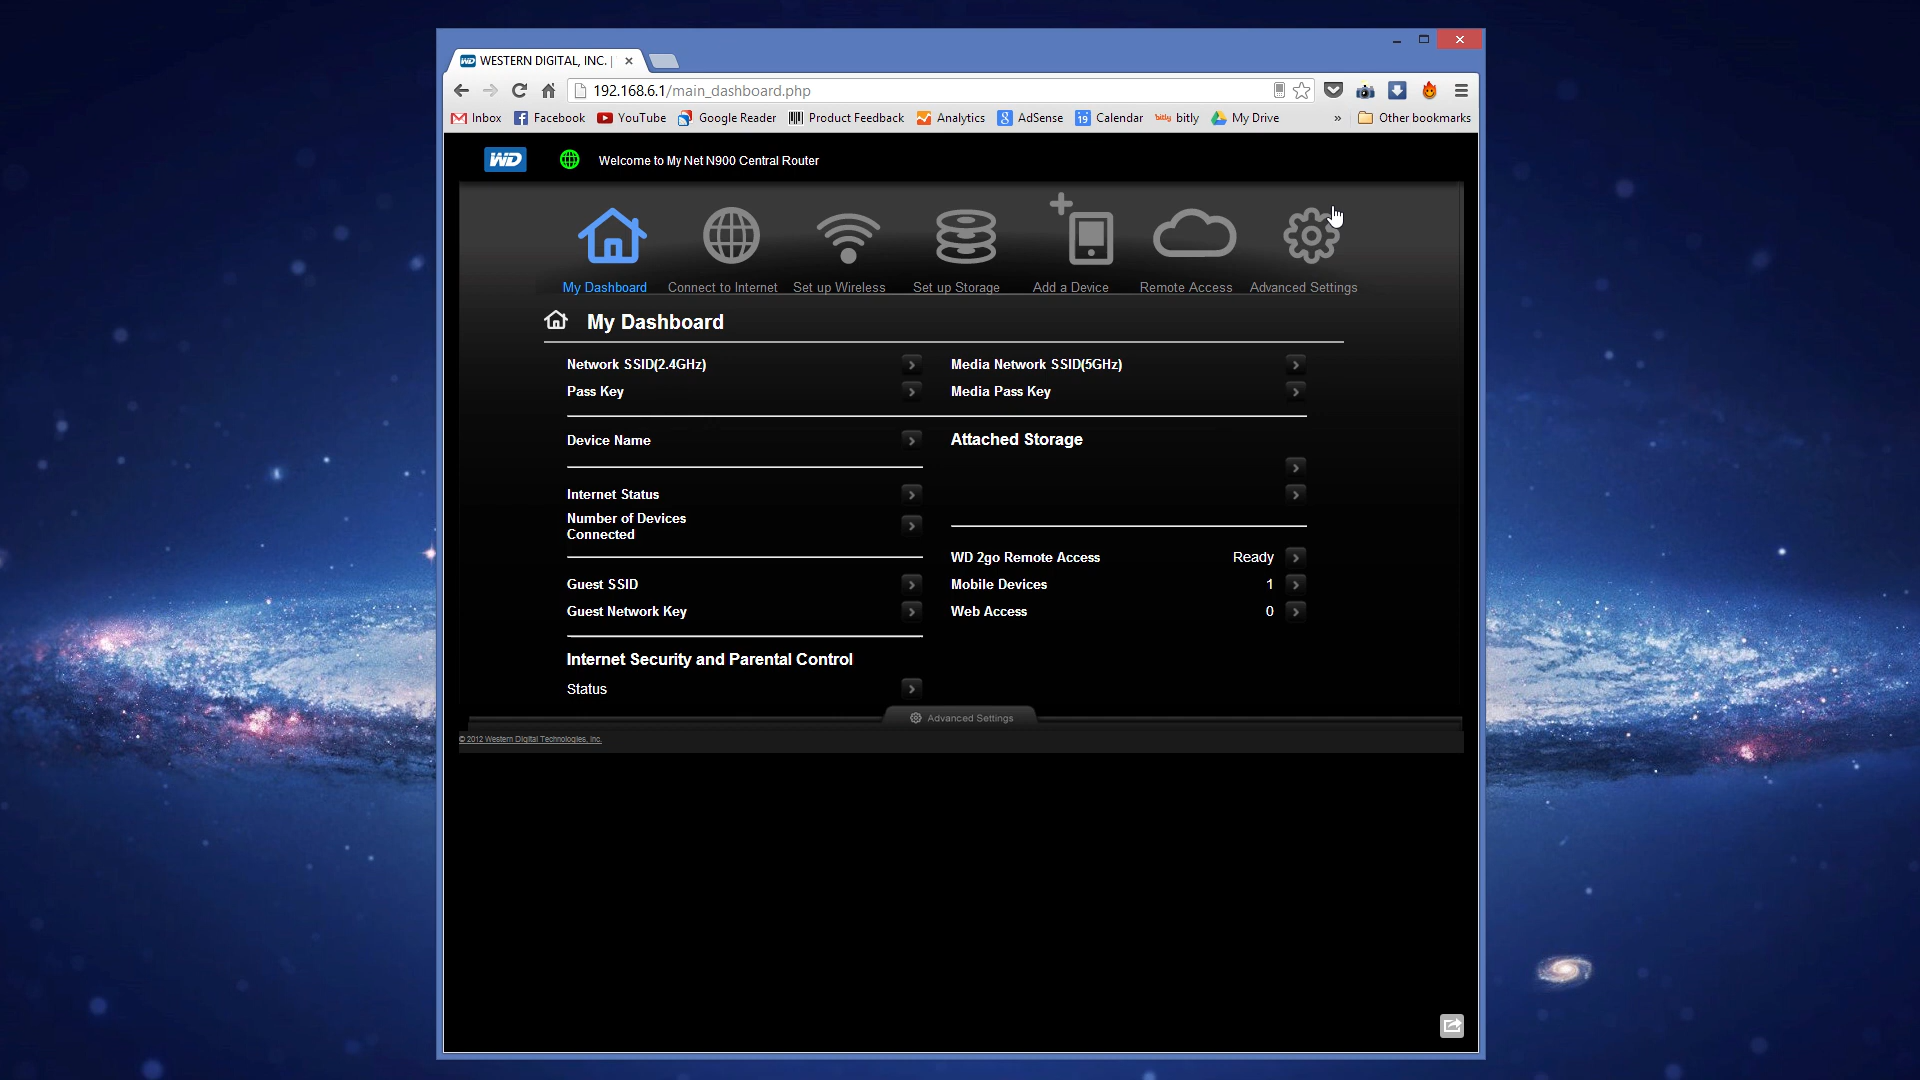 WD WESTERN DIGITAL, INC. |
192.168.6.1/main_dashboard.php
Inbox Facebook YouTube Google Reader Product Feedback Analytics 8 AdSense 19 Calendar bitly bitly My Drive » Other bookmarks
WD Welcome to My Net N900 Central Router
My Dashboard Connect to Internet Set up Wireless Set up Storage Add a Device Remote Access Advanced Settings
My Dashboard
Network SSID(2.4GHz) Media Network SSID(5GHz)
Pass Key Media Pass Key
Device Name Attached Storage
Internet Status
Number of Devices
Connected
WD 2go Remote Access Ready
Guest SSID Mobile Devices 1
Guest Network Key Web Access 0
Internet Security and Parental Control
Status
Advanced Settings
© 2012 Western Digital Technologies, Inc.